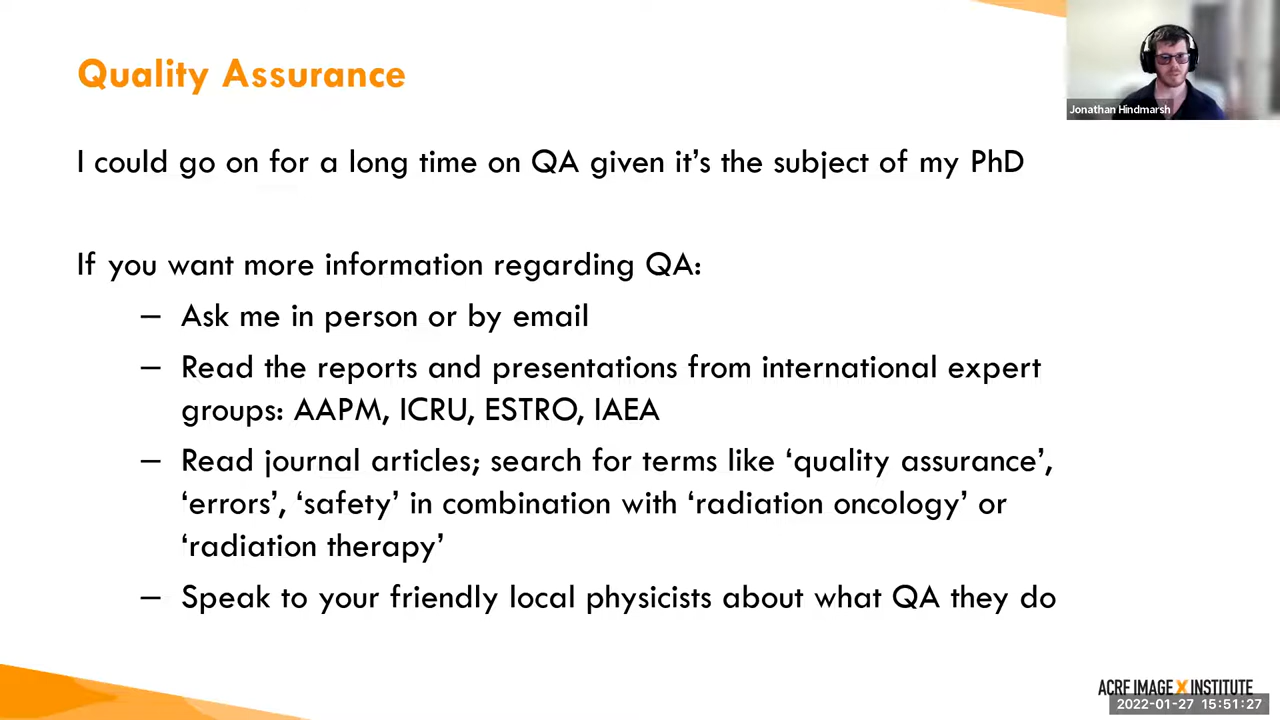 Quality Assurance
Jonathan Hindmarsh
I could go on for a long time on QA given it’s the subject of my PhD
If you want more information regarding QA:
– Ask me in person or by email
– Read the reports and presentations from international expert
groups: AAPM, ICRU, ESTRO, IAEA
– Read journal articles; search for terms like ‘quality assurance’,
‘errors’, ‘safety’ in combination with ‘radiation oncology’ or
‘radiation therapy’
– Speak to your friendly local physicists about what QA they do
ACRF IMAGE X INSTITUTE
2022-01-27 15:51:27